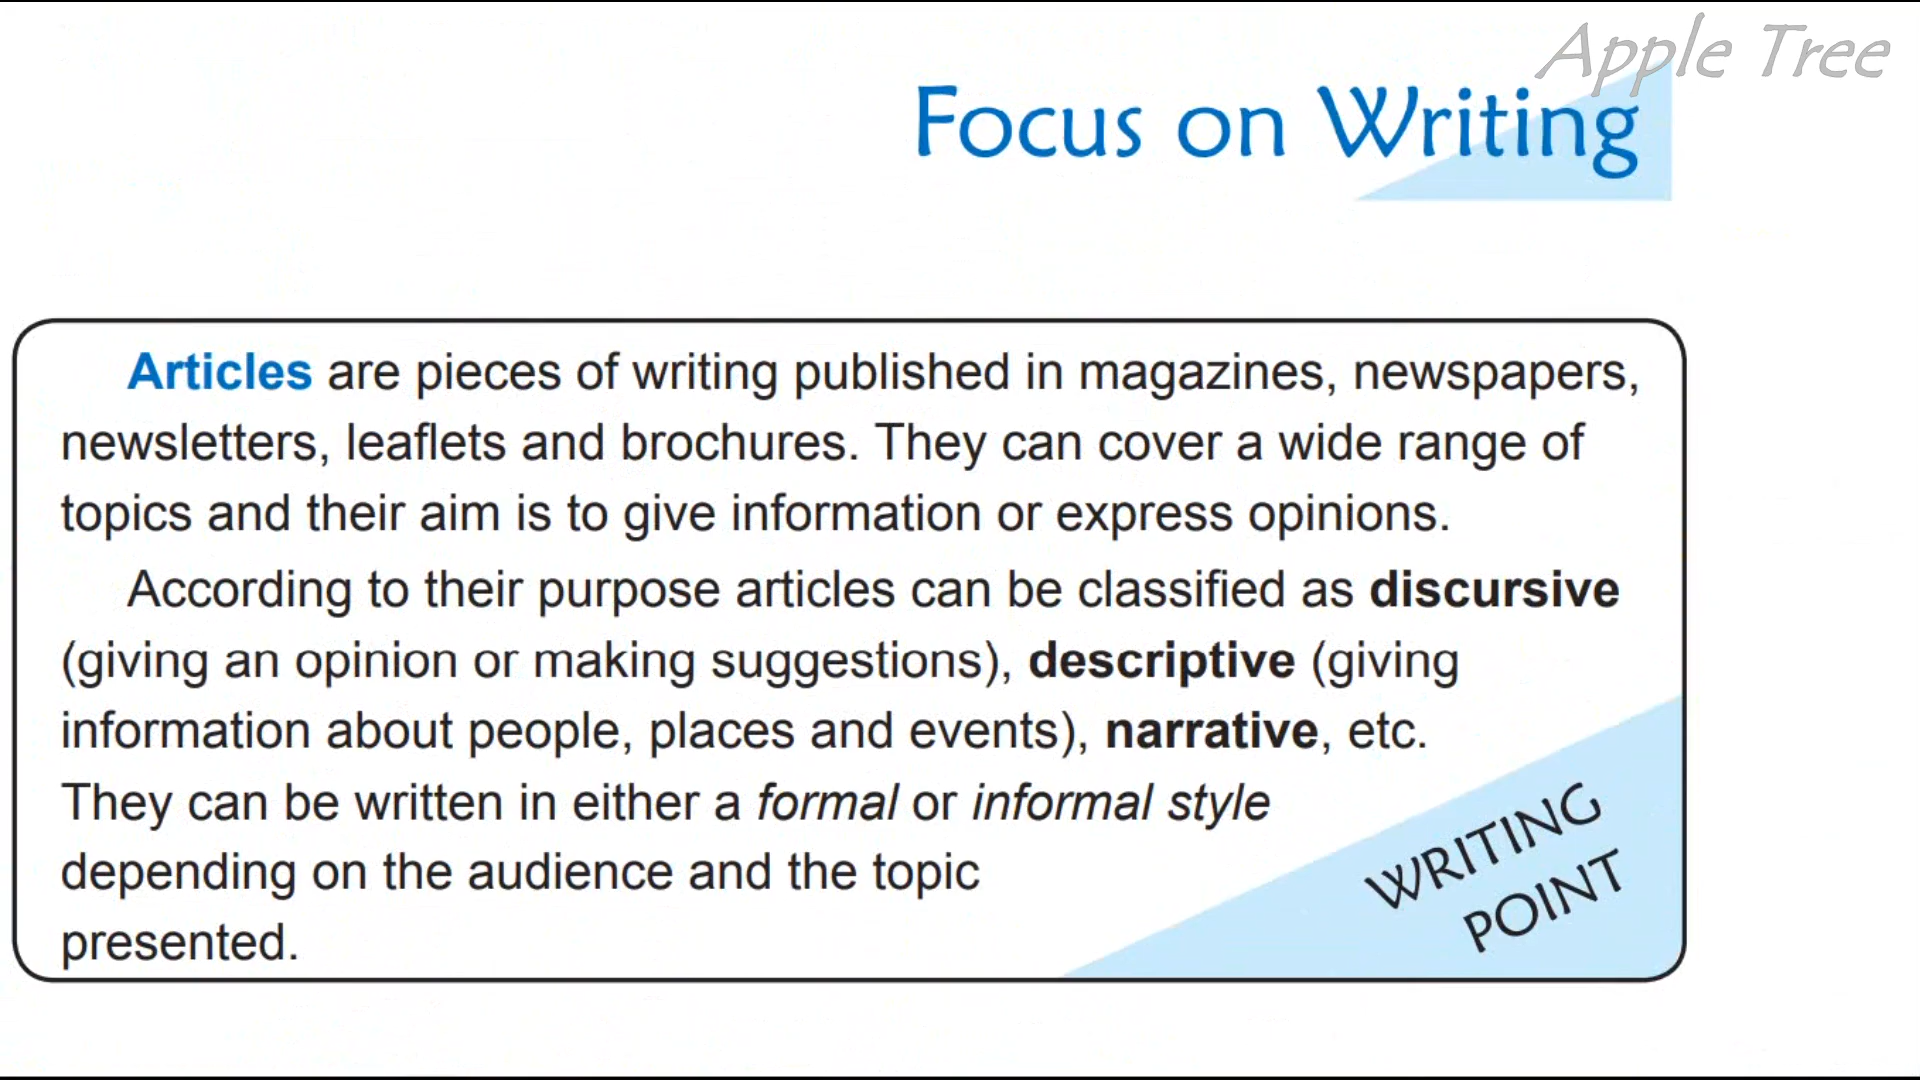 Apple Tree
Focus on Writing
Articles are pieces of writing published in magazines, newspapers,
newsletters, leaflets and brochures. They can cover a wide range of
topics and their aim is to give information or express opinions.
According to their purpose articles can be classified as discursive
(giving an opinion or making suggestions), descriptive (giving
information about people, places and events), narrative, etc.
They can be written in either a formal or informal style
depending on the audience and the topic
presented.
WRITING
POINT